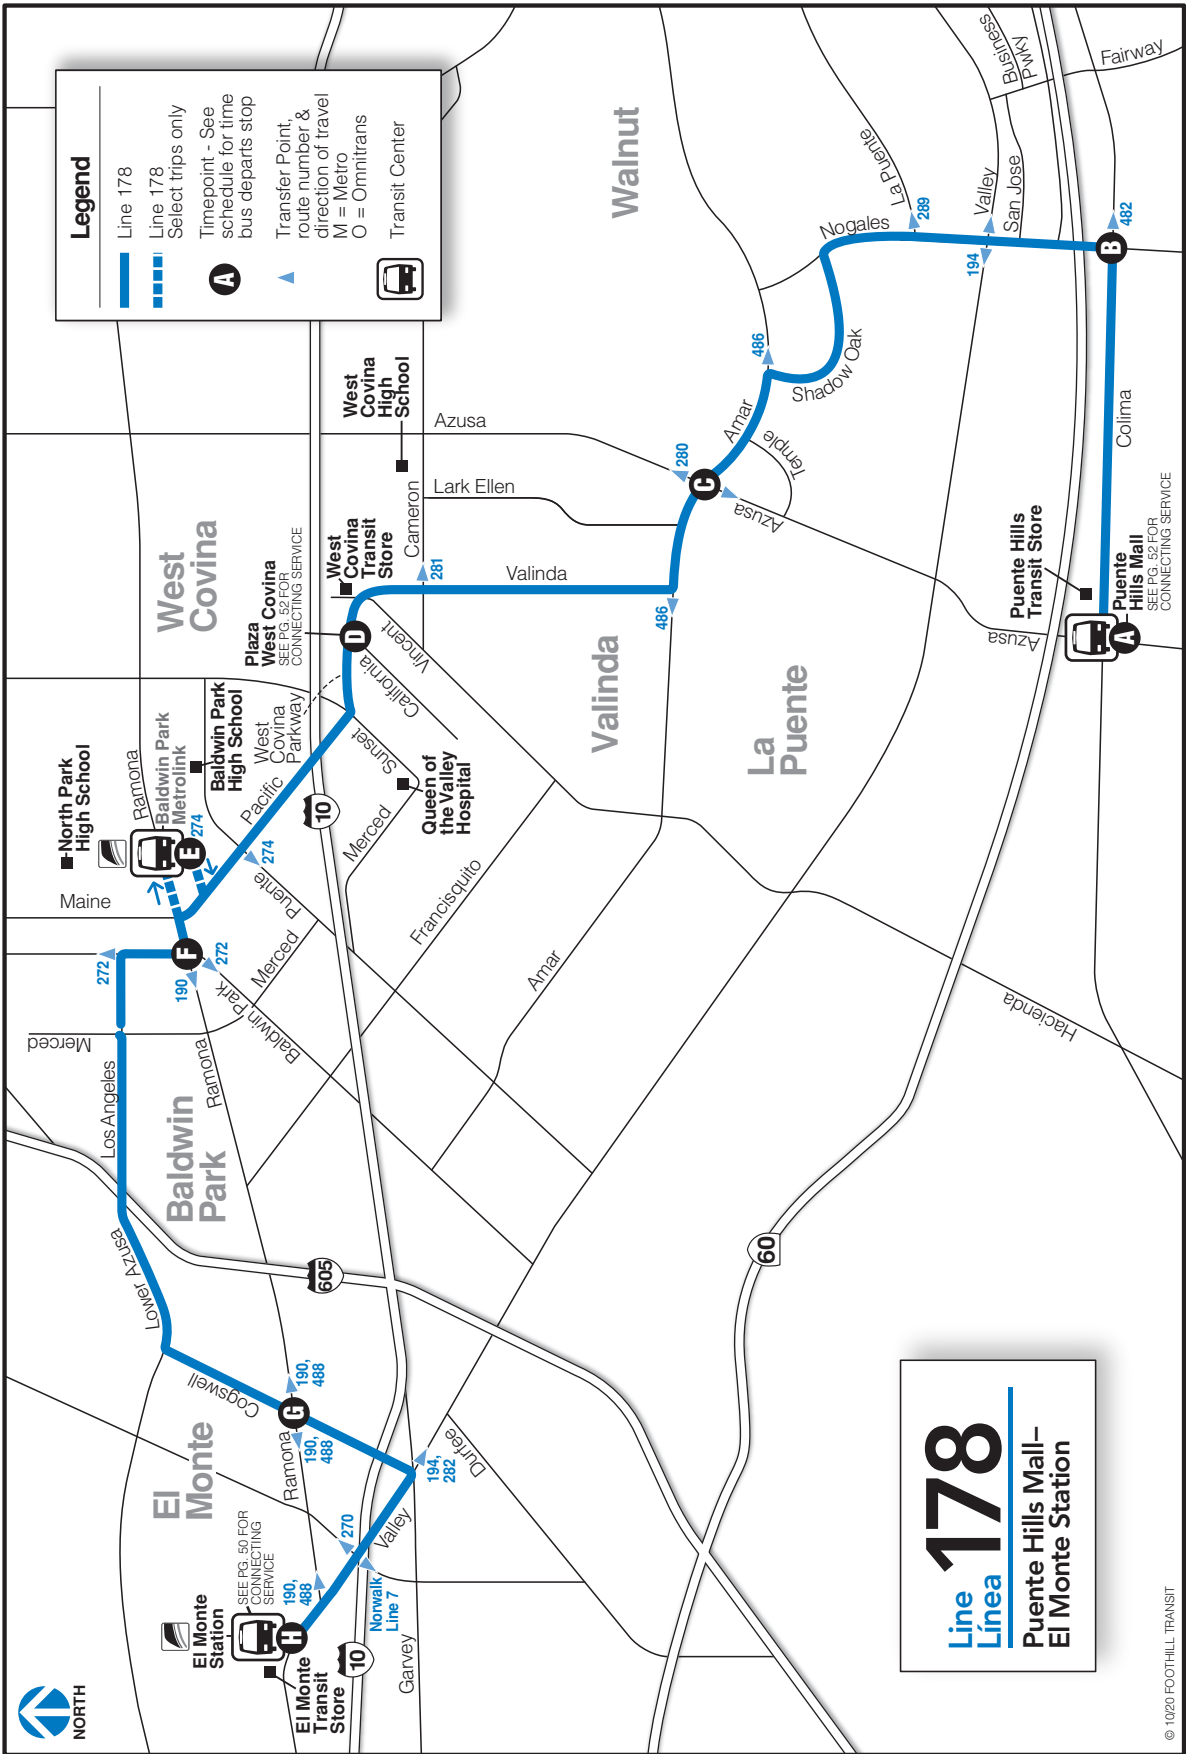 NORTH
Legend
Line 178
Line 178
Select trips only
A
Timepoint - See
schedule for time
bus departs stop
Transfer Point,
route number &
direction of travel
M = Metro
O = Omnitrans
Transit Center
El Monte
Station
SEE PG. 50 FOR
CONNECTING
SERVICE
H
El Monte
Transit
Store
190,
488
10
Norwalk
Line 7
270
Garvey
Valley
El
Monte
Ramona
190,
488
G
190,
488
194,
282
Durfee
Cogswell
Lower Azusa
605
Baldwin
Park
Los Angeles
Merced
Ramona
272
190
F
272
Baldwin Park
Merced
Maine
North Park
High School
Ramona
Baldwin Park
Metrolink
E
274
Baldwin Park
High School
274
Puente
Pacific
West
Covina
Parkway
10
Merced
Sunset
Queen of
the Valley
Hospital
California
Vincent
Francisquito
Amar
Plaza
West Covina
SEE PG. 52 FOR
CONNECTING SERVICE
D
West
Covina
West
Covina
Transit
Store
Cameron
281
West
Covina
High
School
Azusa
Lark Ellen
Valinda
486
Valinda
La
Puente
280
C
Azusa
Amar
Temple
486
Shadow Oak
Walnut
Nogales
La Puente
289
194
Valley
San Jose
Business
Pwky
Fairway
B
482
Colima
Puente Hills
Transit Store
Azusa
A
Puente
Hills Mall
SEE PG. 52 FOR
CONNECTING SERVICE
Hacienda
60
Line
Línea
178
Puente Hills Mall–
El Monte Station
© 10/20 FOOTHILL TRANSIT